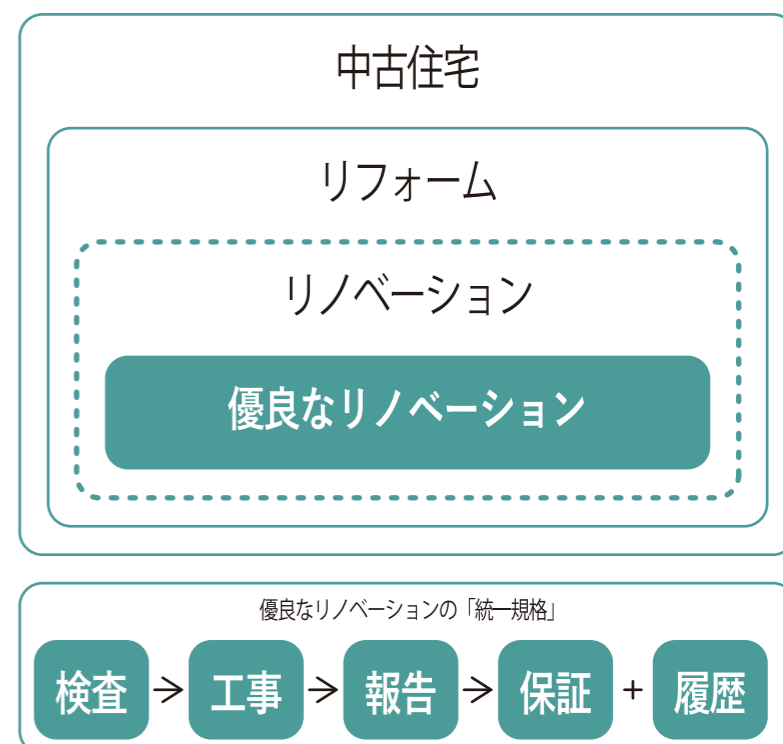 中古住宅
リフォーム
リノベーション
優良なリノベーション
優良なリノベーションの「統一規格」
検査 → 工事 → 報告 → 保証 + 履歴